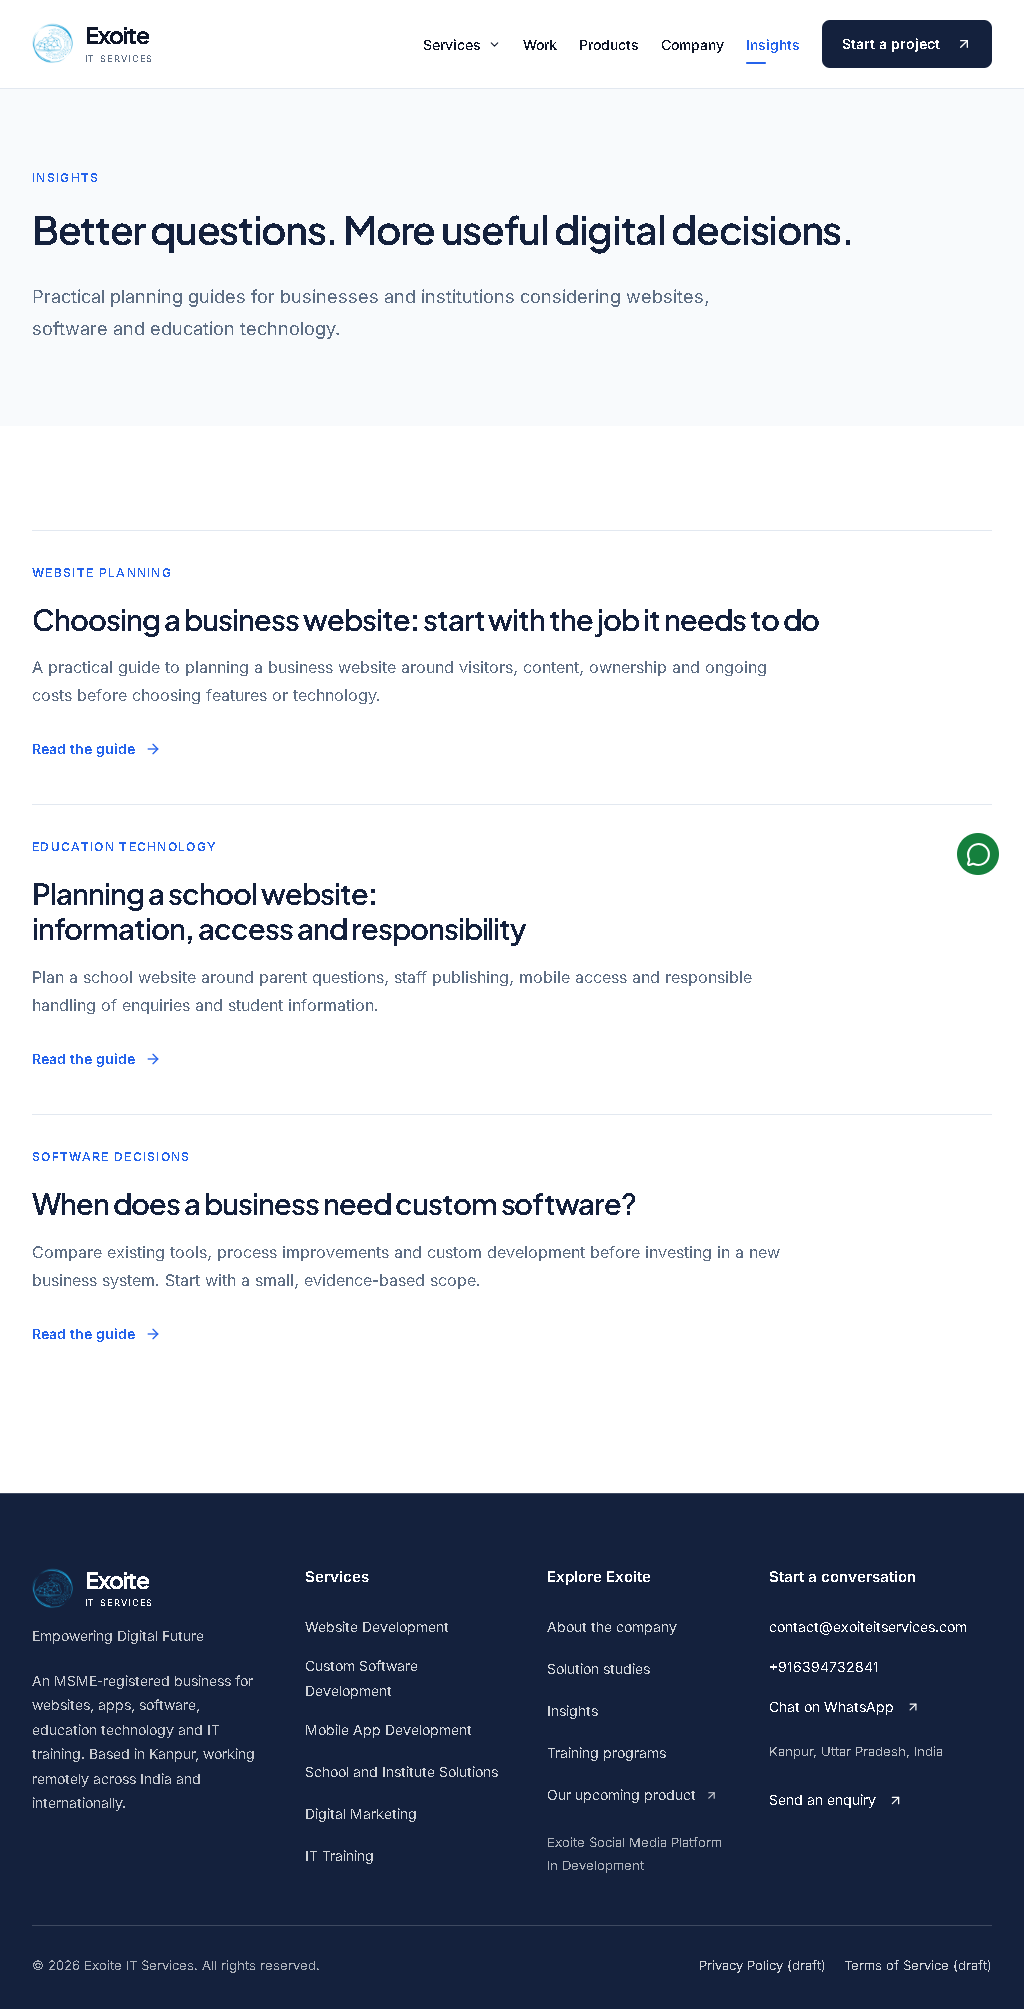 Exoite
IT SERVICES
Services
Work
Products
Company
Insights
Start a project
INSIGHTS
Better questions. More useful digital decisions.
Practical planning guides for businesses and institutions considering websites,
software and education technology.
WEBSITE PLANNING
Choosing a business website: start with the job it needs to do
A practical guide to planning a business website around visitors, content, ownership and ongoing
costs before choosing features or technology.
Read the guide
EDUCATION TECHNOLOGY
Planning a school website:
information, access and responsibility
Plan a school website around parent questions, staff publishing, mobile access and responsible
handling of enquiries and student information.
Read the guide
SOFTWARE DECISIONS
When does a business need custom software?
Compare existing tools, process improvements and custom development before investing in a new
business system. Start with a small, evidence-based scope.
Read the guide
Exoite
IT SERVICES
Empowering Digital Future
An MSME-registered business for
websites, apps, software,
education technology and IT
training. Based in Kanpur, working
remotely across India and
internationally.
Services
Website Development
Custom Software
Development
Mobile App Development
School and Institute Solutions
Digital Marketing
IT Training
Explore Exoite
About the company
Solution studies
Insights
Training programs
Our upcoming product
Exoite Social Media Platform
In Development
Start a conversation
contact@exoiteitservices.com
+916394732841
Chat on WhatsApp
Kanpur, Uttar Pradesh, India
Send an enquiry
© 2026 Exoite IT Services. All rights reserved.
Privacy Policy (draft)
Terms of Service (draft)